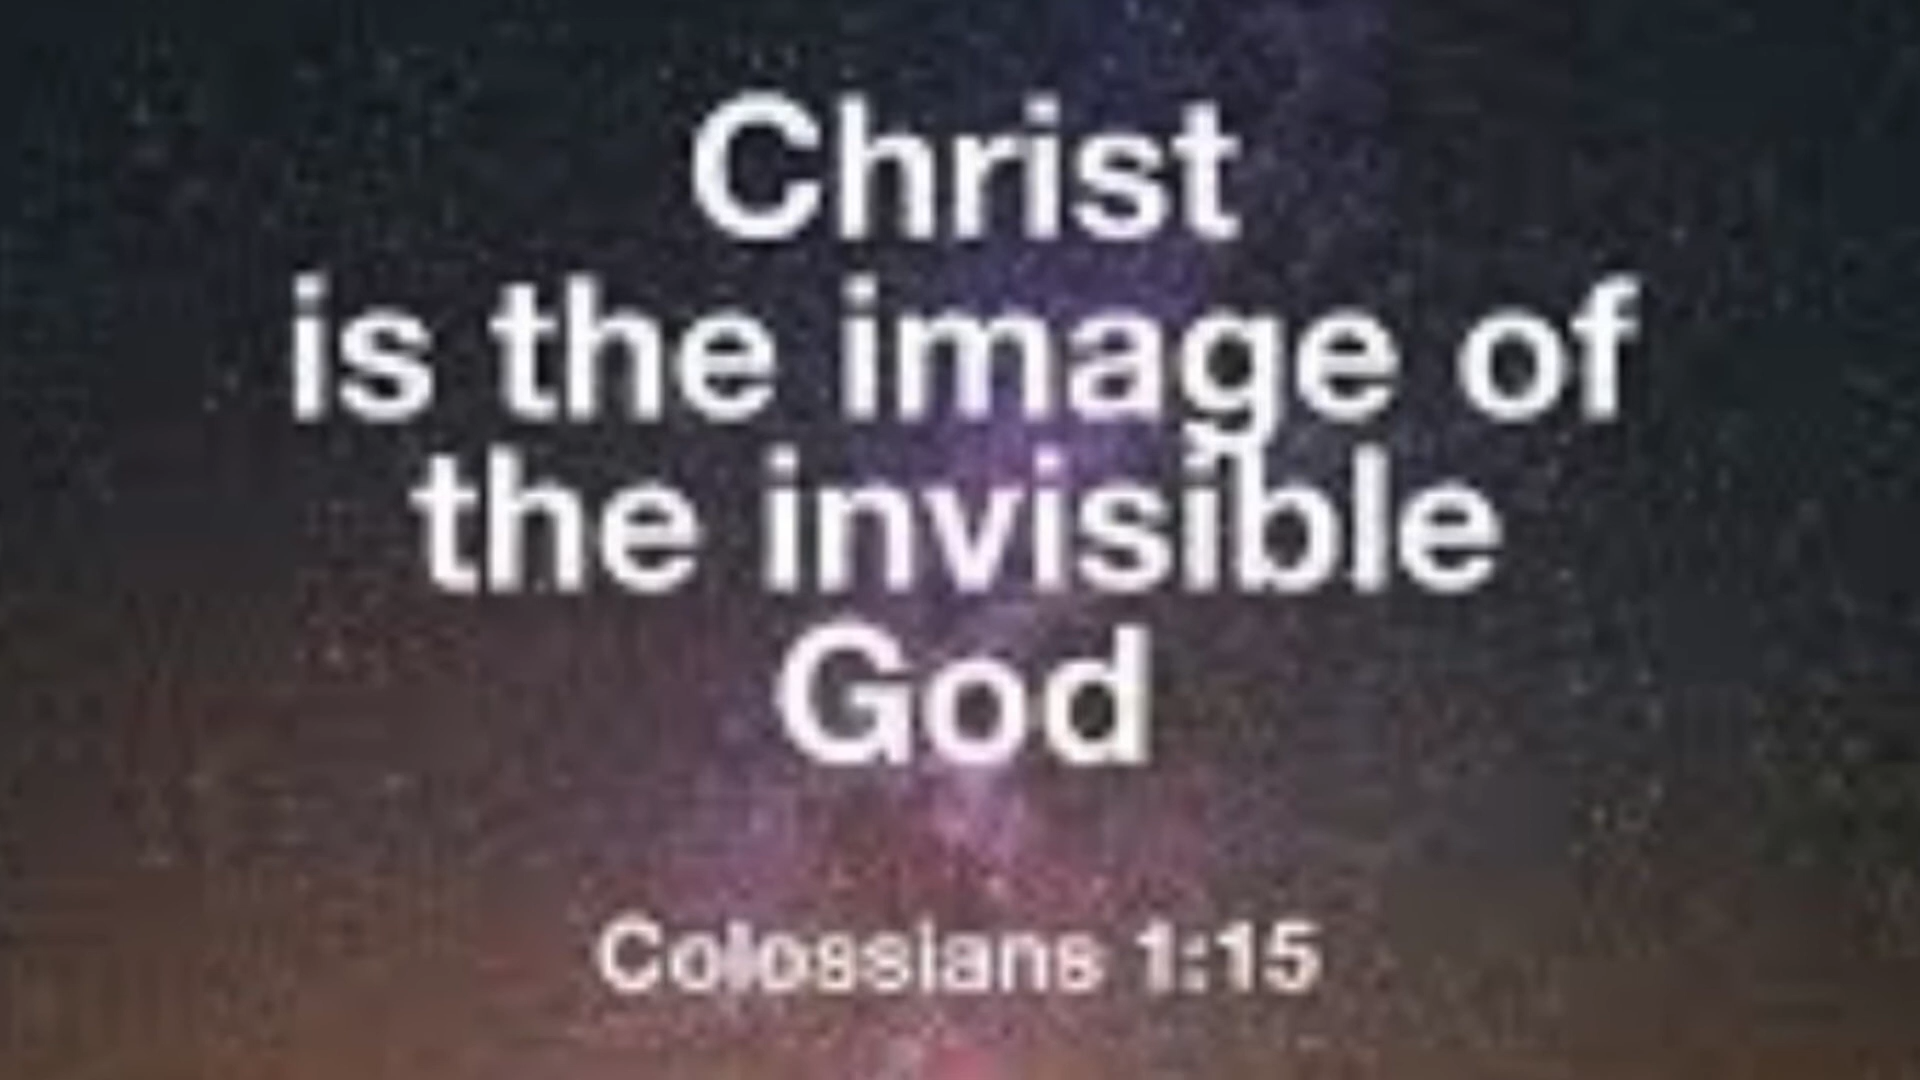 Christ
is the image of
the invisible
God
Colossians 1:15